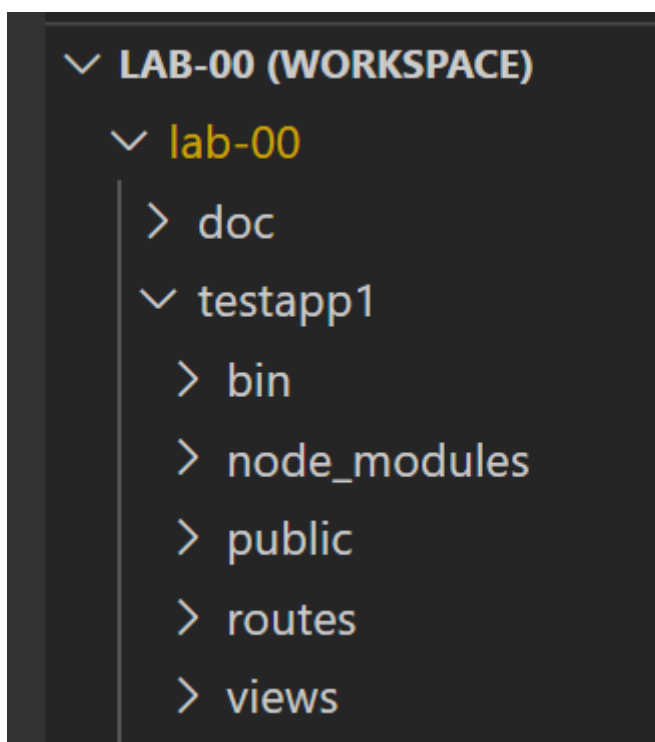 LAB-00 (WORKSPACE)
lab-00
doc
testapp1
bin
node_modules
public
routes
views